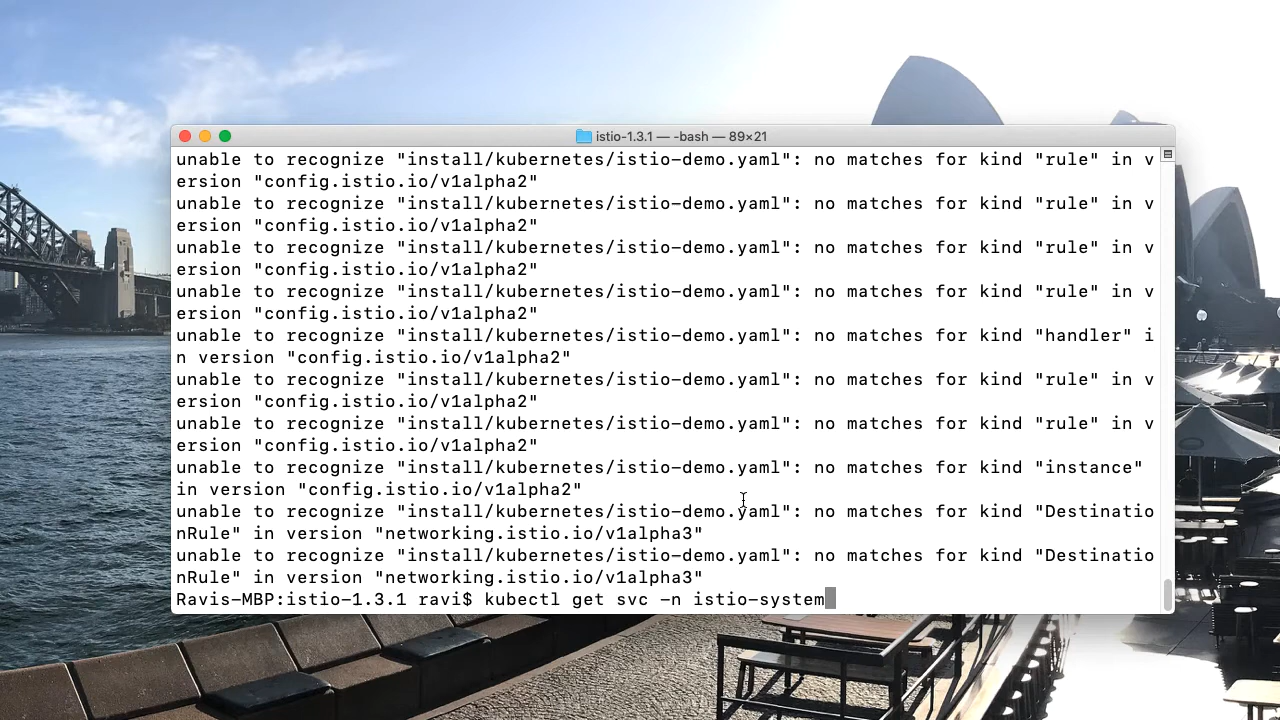 istio-1.3.1 — -bash — 89×21
unable to recognize "install/kubernetes/istio-demo.yaml": no matches for kind "rule" in v
ersion "config.istio.io/v1alpha2"
unable to recognize "install/kubernetes/istio-demo.yaml": no matches for kind "rule" in v
ersion "config.istio.io/v1alpha2"
unable to recognize "install/kubernetes/istio-demo.yaml": no matches for kind "rule" in v
ersion "config.istio.io/v1alpha2"
unable to recognize "install/kubernetes/istio-demo.yaml": no matches for kind "rule" in v
ersion "config.istio.io/v1alpha2"
unable to recognize "install/kubernetes/istio-demo.yaml": no matches for kind "handler" i
n version "config.istio.io/v1alpha2"
unable to recognize "install/kubernetes/istio-demo.yaml": no matches for kind "rule" in v
ersion "config.istio.io/v1alpha2"
unable to recognize "install/kubernetes/istio-demo.yaml": no matches for kind "rule" in v
ersion "config.istio.io/v1alpha2"
unable to recognize "install/kubernetes/istio-demo.yaml": no matches for kind "instance"
in version "config.istio.io/v1alpha2"
unable to recognize "install/kubernetes/istio-demo.yaml": no matches for kind "Destinatio
nRule" in version "networking.istio.io/v1alpha3"
unable to recognize "install/kubernetes/istio-demo.yaml": no matches for kind "Destinatio
nRule" in version "networking.istio.io/v1alpha3"
Ravis-MBP:istio-1.3.1 ravi$ kubectl get svc -n istio-system